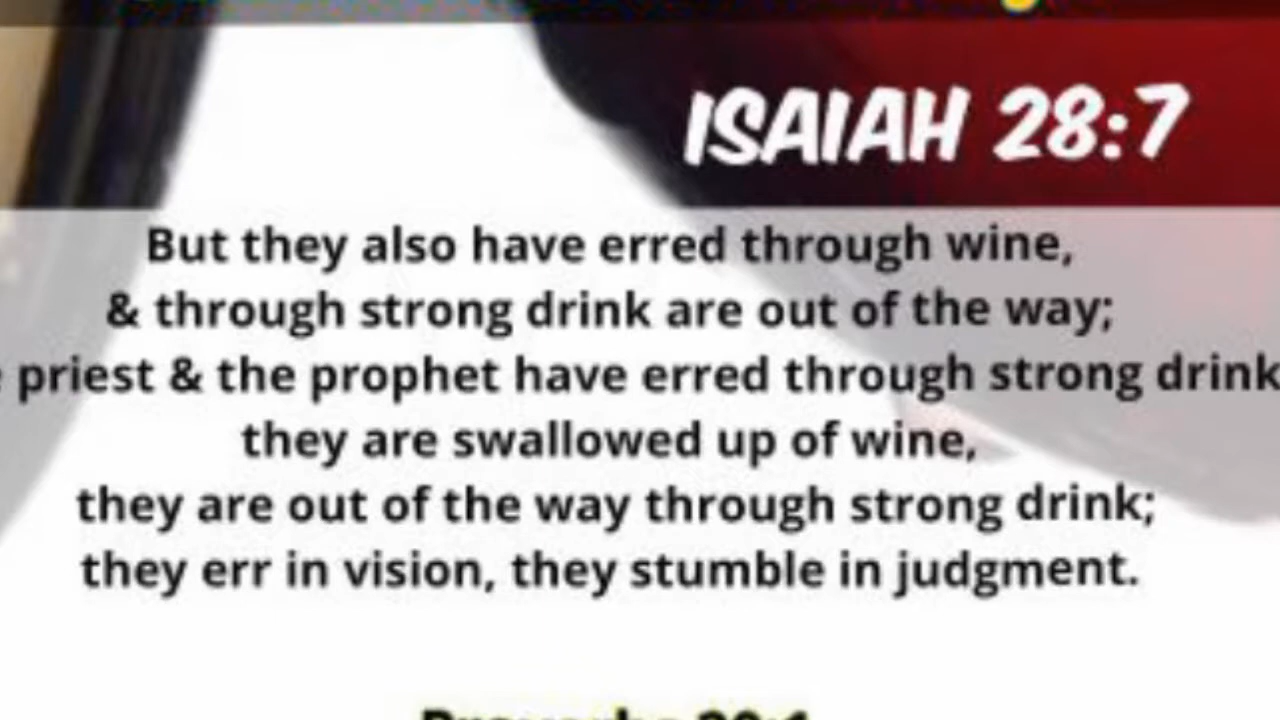 ISAIAH 28:7
But they also have erred through wine,
& through strong drink are out of the way;
priest & the prophet have erred through strong drink
they are swallowed up of wine,
they are out of the way through strong drink;
they err in vision, they stumble in judgment.